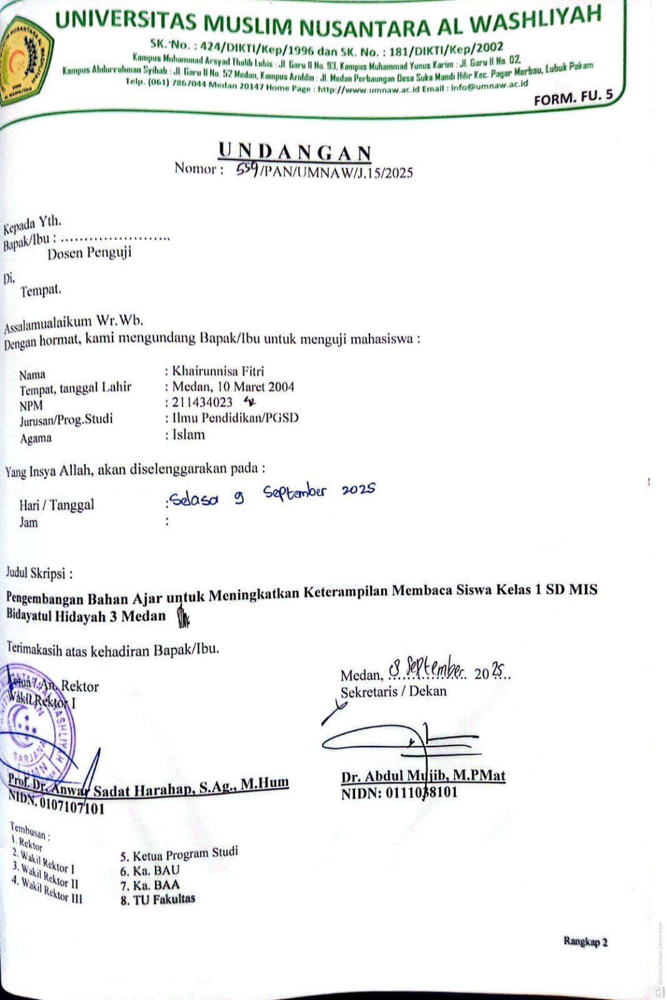 UNIVERSITAS MUSLIM NUSANTARA AL WASHLIYAH
SK. No. : 424/DIKTI/Kep/1996 dan SK. No. : 181/DIKTI/Kep/2002
Kampus Muhammad Arsyad Thalib Lubis : Jl. Garu II No. 93, Kampus Muhammad Yunus Karim : Jl. Garu II No. 02,
Kampus Abdurrahman Syihab : Jl. Garu II No. 52 Medan, Kampus Aziddin : Jl. Medan Perbaungan Desa Suka Mandi Hilir Kec. Pagar Merbau, Lubuk Pakam
Telp. (061) 7867044 Medan 20147 Home Page : http://www.umnaw.ac.id Email : info@umnaw.ac.id
FORM. FU. 5
UNDANGAN
Nomor : 559/PAN/UMNAW/J.15/2025
Kepada Yth.
Bapak/Ibu : ........................
Dosen Penguji
Di,
Tempat.
Assalamualaikum Wr.Wb.
Dengan hormat, kami mengundang Bapak/Ibu untuk menguji mahasiswa :
Nama : Khairunnisa Fitri
Tempat, tanggal Lahir : Medan, 10 Maret 2004
NPM : 211434023
Jurusan/Prog.Studi : Ilmu Pendidikan/PGSD
Agama : Islam
Yang Insya Allah, akan diselenggarakan pada :
Hari / Tanggal : Selasa 9 September 2025
Jam :
Judul Skripsi :
Pengembangan Bahan Ajar untuk Meningkatkan Keterampilan Membaca Siswa Kelas 1 SD MIS
Bidayatul Hidayah 3 Medan
Terimakasih atas kehadiran Bapak/Ibu.
Medan, 03 September 2025
Ketua / An. Rektor
Wakil Rektor I
Sekretaris / Dekan
WASHLIYAH
SARJANA
UMN
Prof. Dr. Anwar Sadat Harahap, S.Ag., M.Hum
NIDN. 0107107101
Dr. Abdul Mujib, M.PMat
NIDN: 0111038101
Tembusan :
1. Rektor
2. Wakil Rektor I
3. Wakil Rektor II
4. Wakil Rektor III
5. Ketua Program Studi
6. Ka. BAU
7. Ka. BAA
8. TU Fakultas
Rangkap 2
CS Dipindai dengan CamScanner